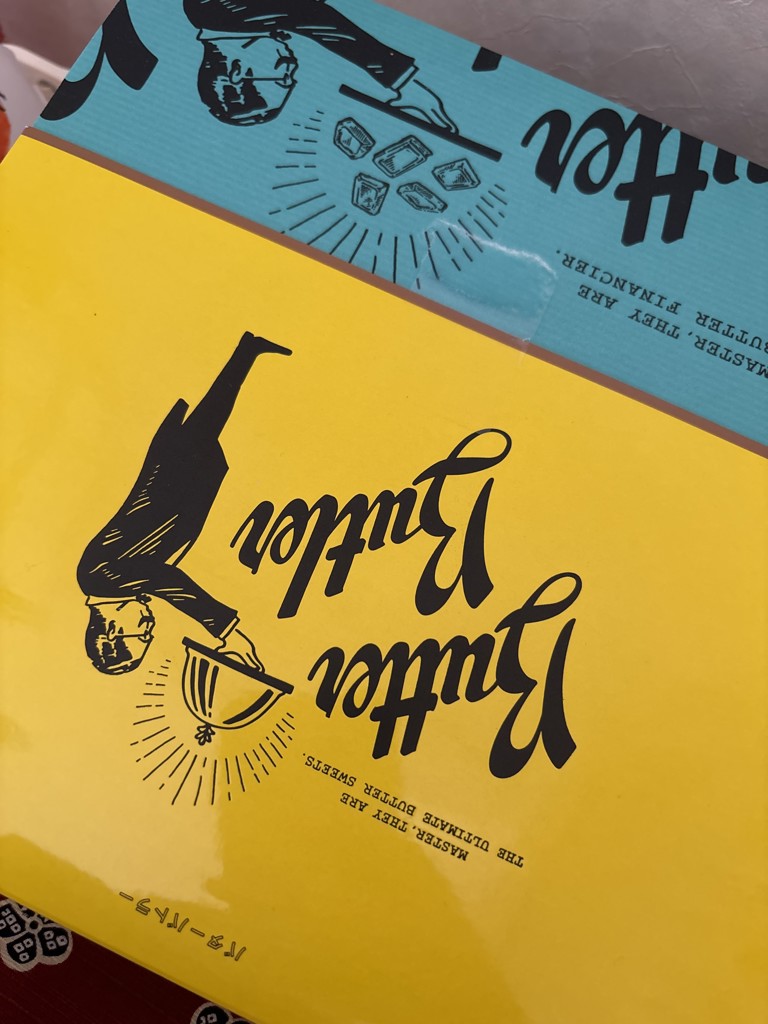 MASTER, THEY ARE
BUTTER FINANCIER.
MASTER, THEY ARE
THE ULTIMATE BUTTER SWEETS.
Butter
Butler
バターバトラー